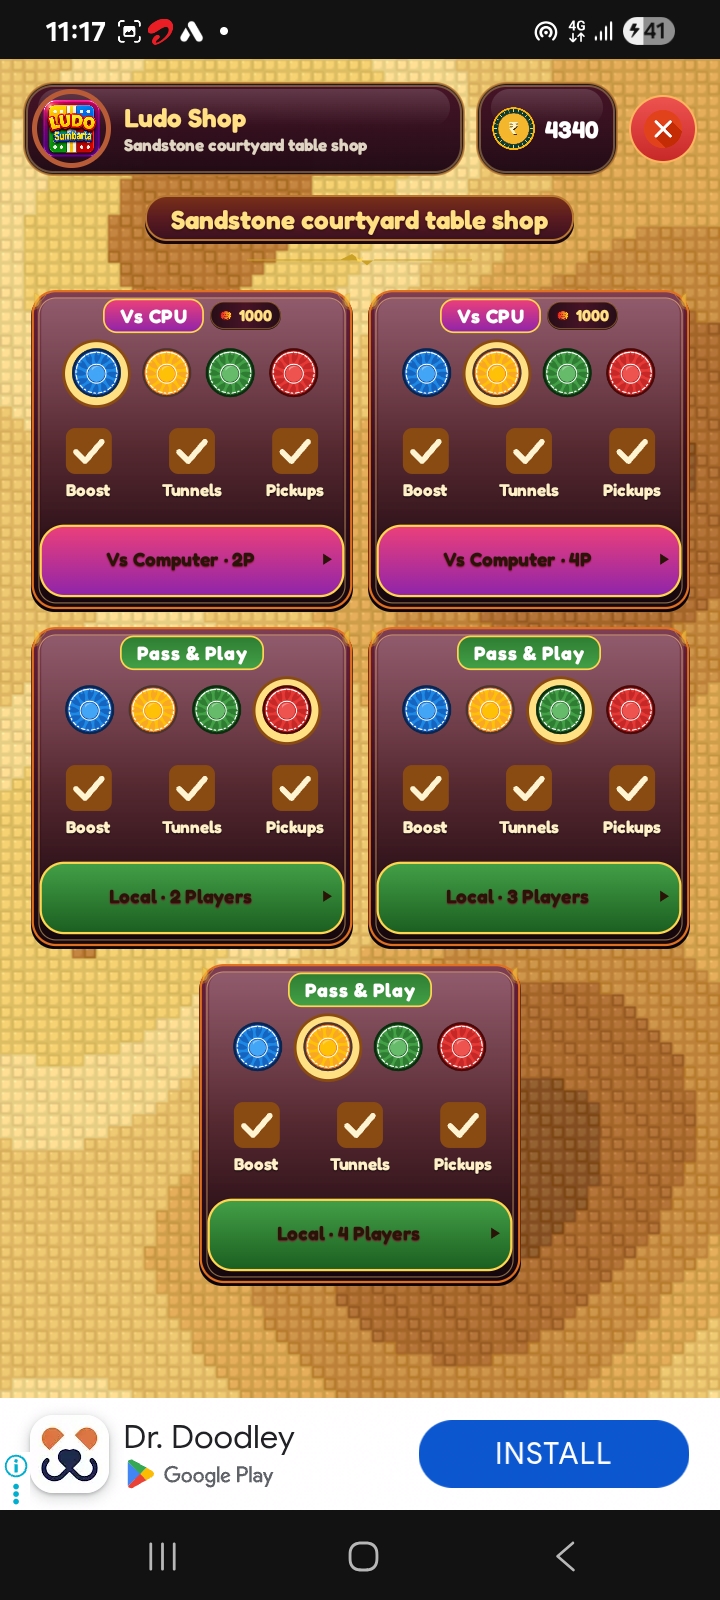 11:17
4G
41
LUDO
Sumbarta
Ludo Shop
Sandstone courtyard table shop
₹
4340
Sandstone courtyard table shop
Vs CPU
1000
Vs CPU
1000
Boost
Tunnels
Pickups
Boost
Tunnels
Pickups
Vs Computer · 2P
Vs Computer · 4P
Pass & Play
Pass & Play
Boost
Tunnels
Pickups
Boost
Tunnels
Pickups
Local · 2 Players
Local · 3 Players
Pass & Play
Boost
Tunnels
Pickups
Local · 4 Players
Dr. Doodley
Google Play
INSTALL